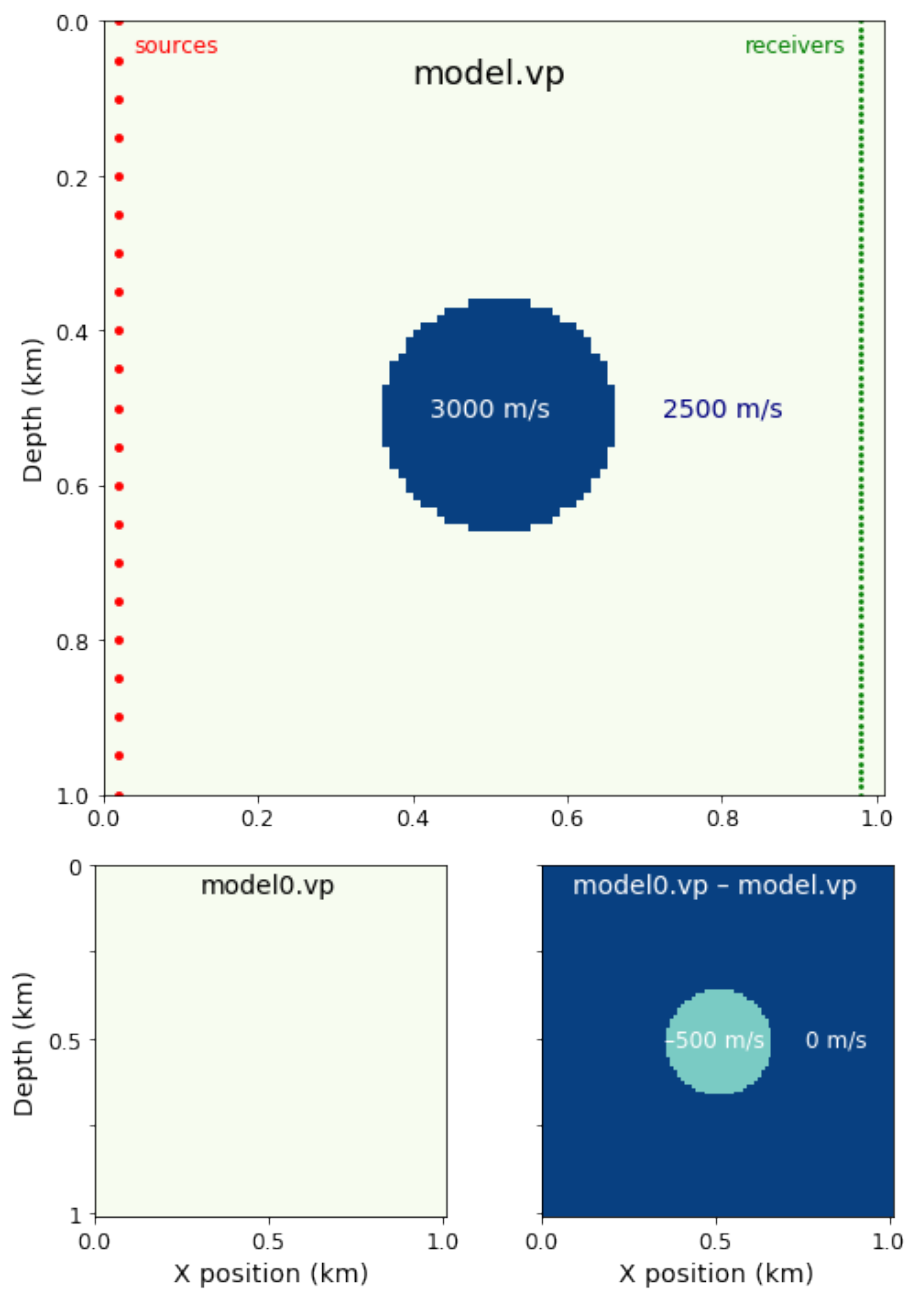 0.0
sources
receivers
model.vp
0.2
0.4
Depth (km)
3000 m/s
2500 m/s
0.6
0.8
1.0
0.0
0.2
0.4
0.6
0.8
1.0
0
model0.vp
model0.vp – model.vp
Depth (km)
0.5
–500 m/s
0 m/s
1
0.0
0.5
1.0
0.0
0.5
1.0
X position (km)
X position (km)